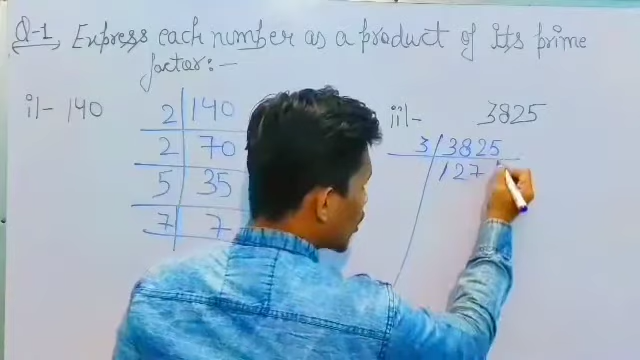 Q-1, Express each number as a product of its prime
factor:-
i)- 140
2 140
2 70
5 35
7 7
ii)- 3825
3 3825
127